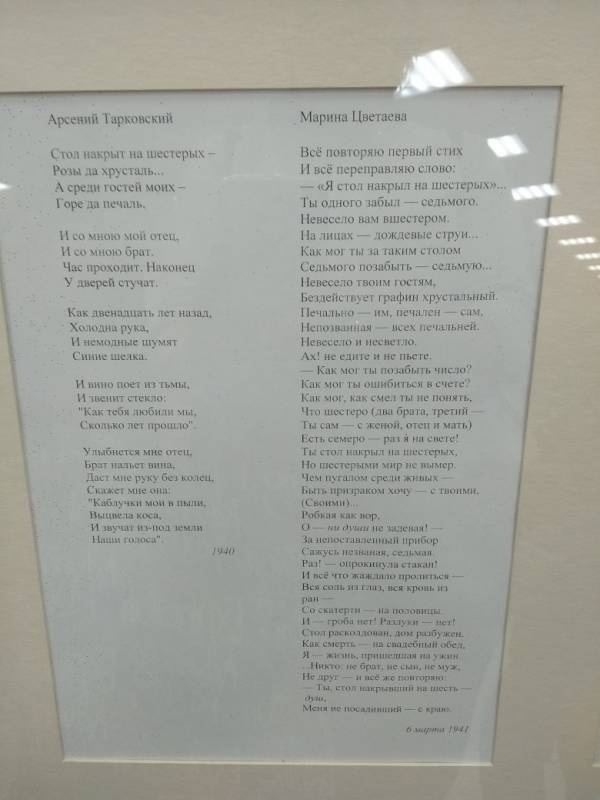 Арсений Тарковский
Стол накрыт на шестерых –
Розы да хрусталь...
А среди гостей моих –
Горе да печаль.
И со мною мой отец,
И со мною брат.
Час проходит. Наконец
У дверей стучат.
Как двенадцать лет назад,
Холодна рука,
И немодные шумят
Синие шелка.
И вино поет из тьмы,
И звенит стекло:
"Как тебя любили мы,
Сколько лет прошло".
Улыбнется мне отец,
Брат нальет вина,
Даст мне руку без колец,
Скажет мне она:
"Каблучки мои в пыли,
Выцвела коса,
И звучат из-под земли
Наши голоса".
1940
Марина Цветаева
Всё повторяю первый стих
И всё переправляю слово:
— «Я стол накрыл на шестерых»...
Ты одного забыл — седьмого.
Невесело вам вшестером.
На лицах — дождевые струи...
Как мог ты за таким столом
Седьмого позабыть — седьмую...
Невесело твоим гостям,
Бездействует графин хрустальный.
Печально — им, печален — сам,
Непозванная — всех печальней.
Невесело и несветло.
Ах! не едите и не пьете.
— Как мог ты позабыть число?
Как мог ты ошибиться в счете?
Как мог, как смел ты не понять,
Что шестеро (два брата, третий —
Ты сам — с женой, отец и мать)
Есть семеро — раз я на свете!
Ты стол накрыл на шестерых,
Но шестерыми мир не вымер.
Чем пугалом среди живых —
Быть призраком хочу — с твоими,
(Своими)...
Робкая как вор,
О — ни души не задевая! —
За непоставленный прибор
Сажусь незваная, седьмая.
Раз! — опрокинула стакан!
И всё что жаждало пролиться —
Вся соль из глаз, вся кровь из
ран —
Со скатерти — на половицы.
И — гроба нет! Разлуки — нет!
Стол расколдован, дом разбужен.
Как смерть — на свадебный обед,
Я — жизнь, пришедшая на ужин.
...Никто: не брат, не сын, не муж,
Не друг — и всё же повторяю:
— Ты, стол накрывший на шесть —
душ,
Меня не посадивший — с краю.
6 марта 1941